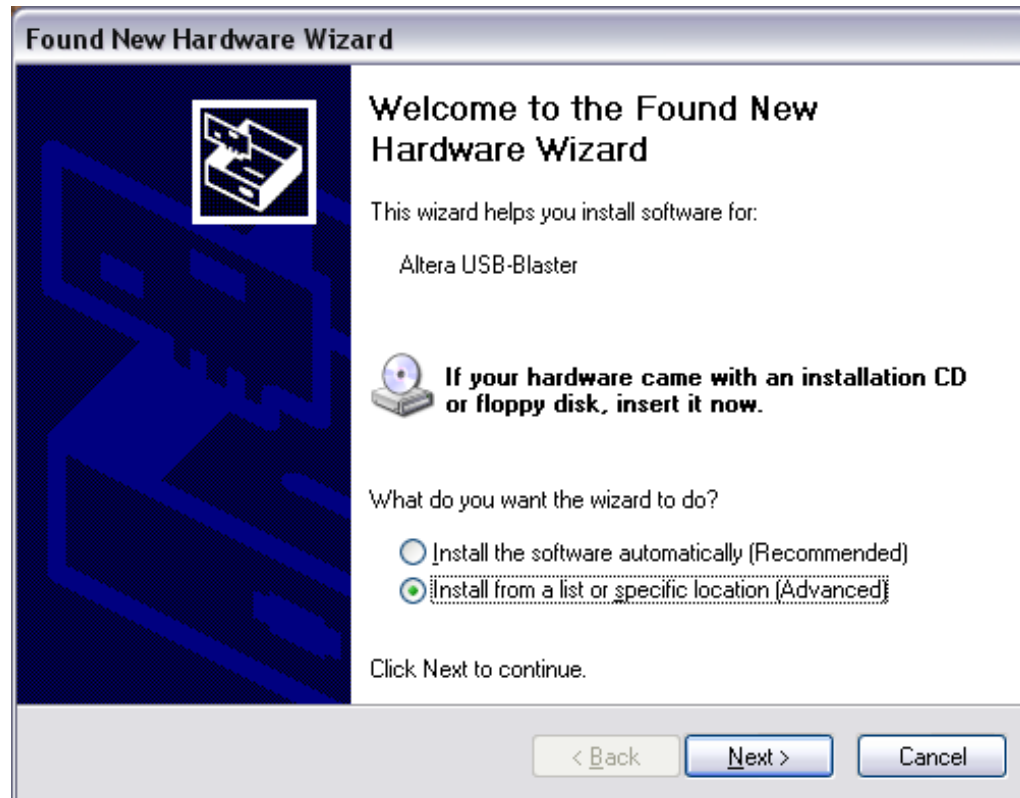 Found New Hardware Wizard
Welcome to the Found New
Hardware Wizard
This wizard helps you install software for:
Altera USB-Blaster
If your hardware came with an installation CD
or floppy disk, insert it now.
What do you want the wizard to do?
Install the software automatically (Recommended)
Install from a list or specific location (Advanced)
Click Next to continue.
< Back Next > Cancel